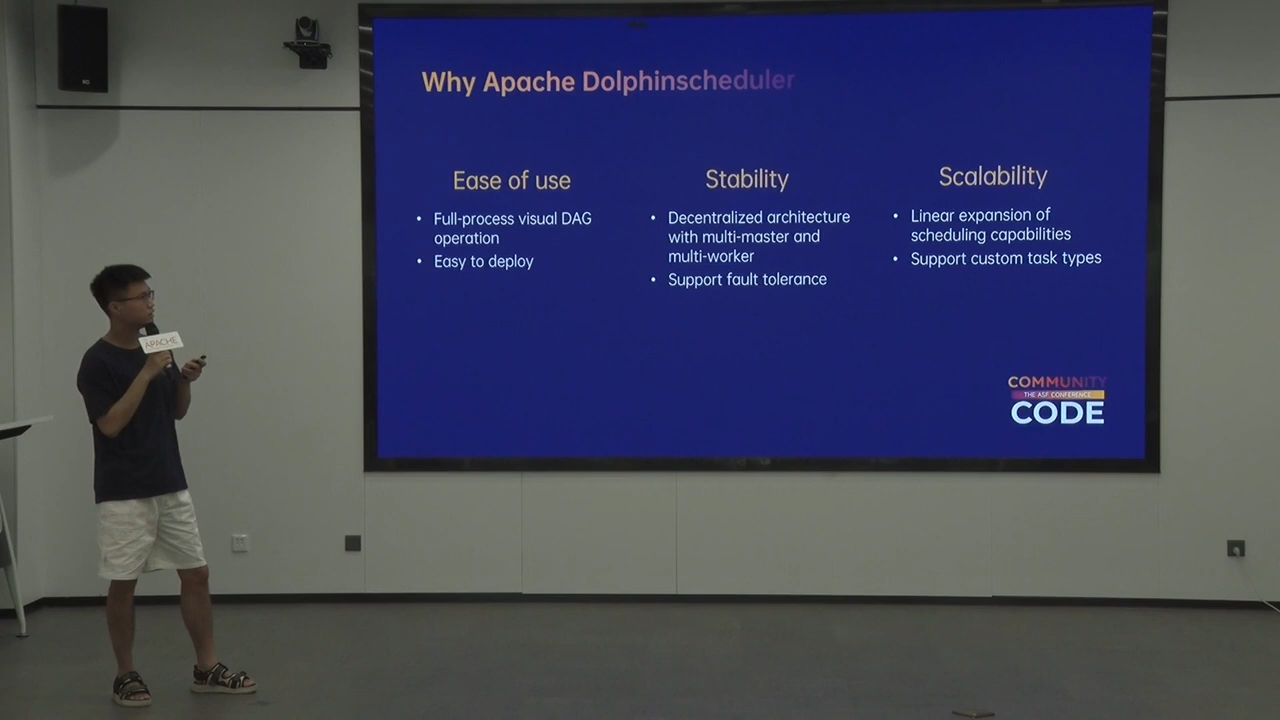 Why Apache Dolphinscheduler
Ease of use
• Full-process visual DAG
operation
• Easy to deploy
Stability
• Decentralized architecture
with multi-master and
multi-worker
• Support fault tolerance
Scalability
• Linear expansion of
scheduling capabilities
• Support custom task types
COMMUNITY
THE ASF CONFERENCE
CODE
APACHE